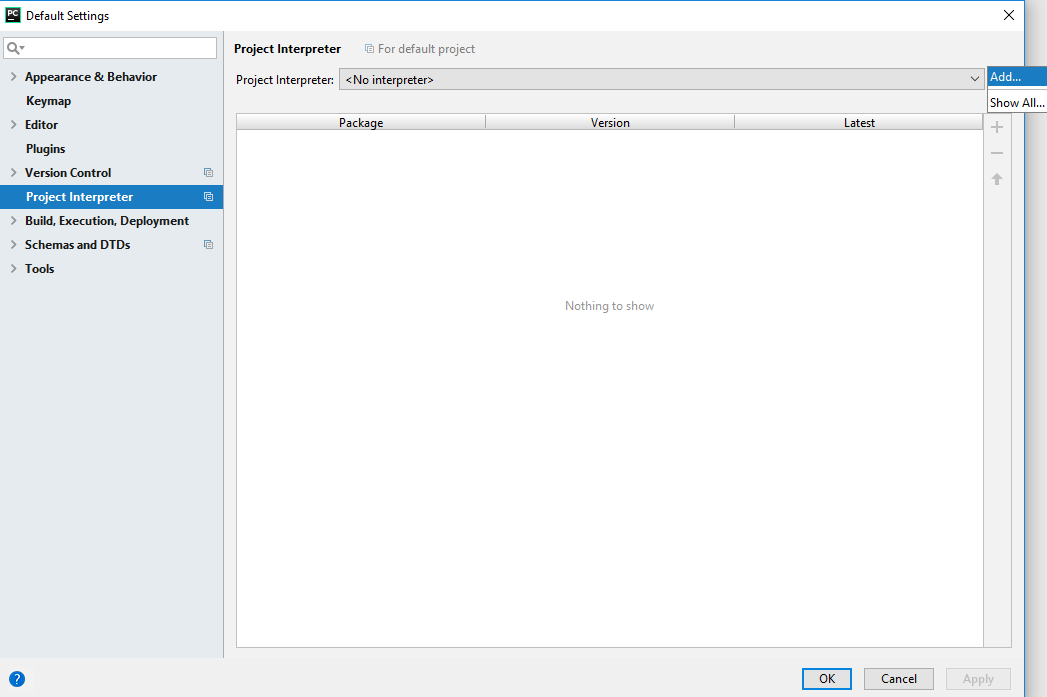 PC Default Settings
Project Interpreter For default project
Project Interpreter: <No interpreter>
Add...
Show All...
Appearance & Behavior
Keymap
Editor
Plugins
Version Control
Project Interpreter
Build, Execution, Deployment
Schemas and DTDs
Tools
Package Version Latest
Nothing to show
?
OK Cancel Apply